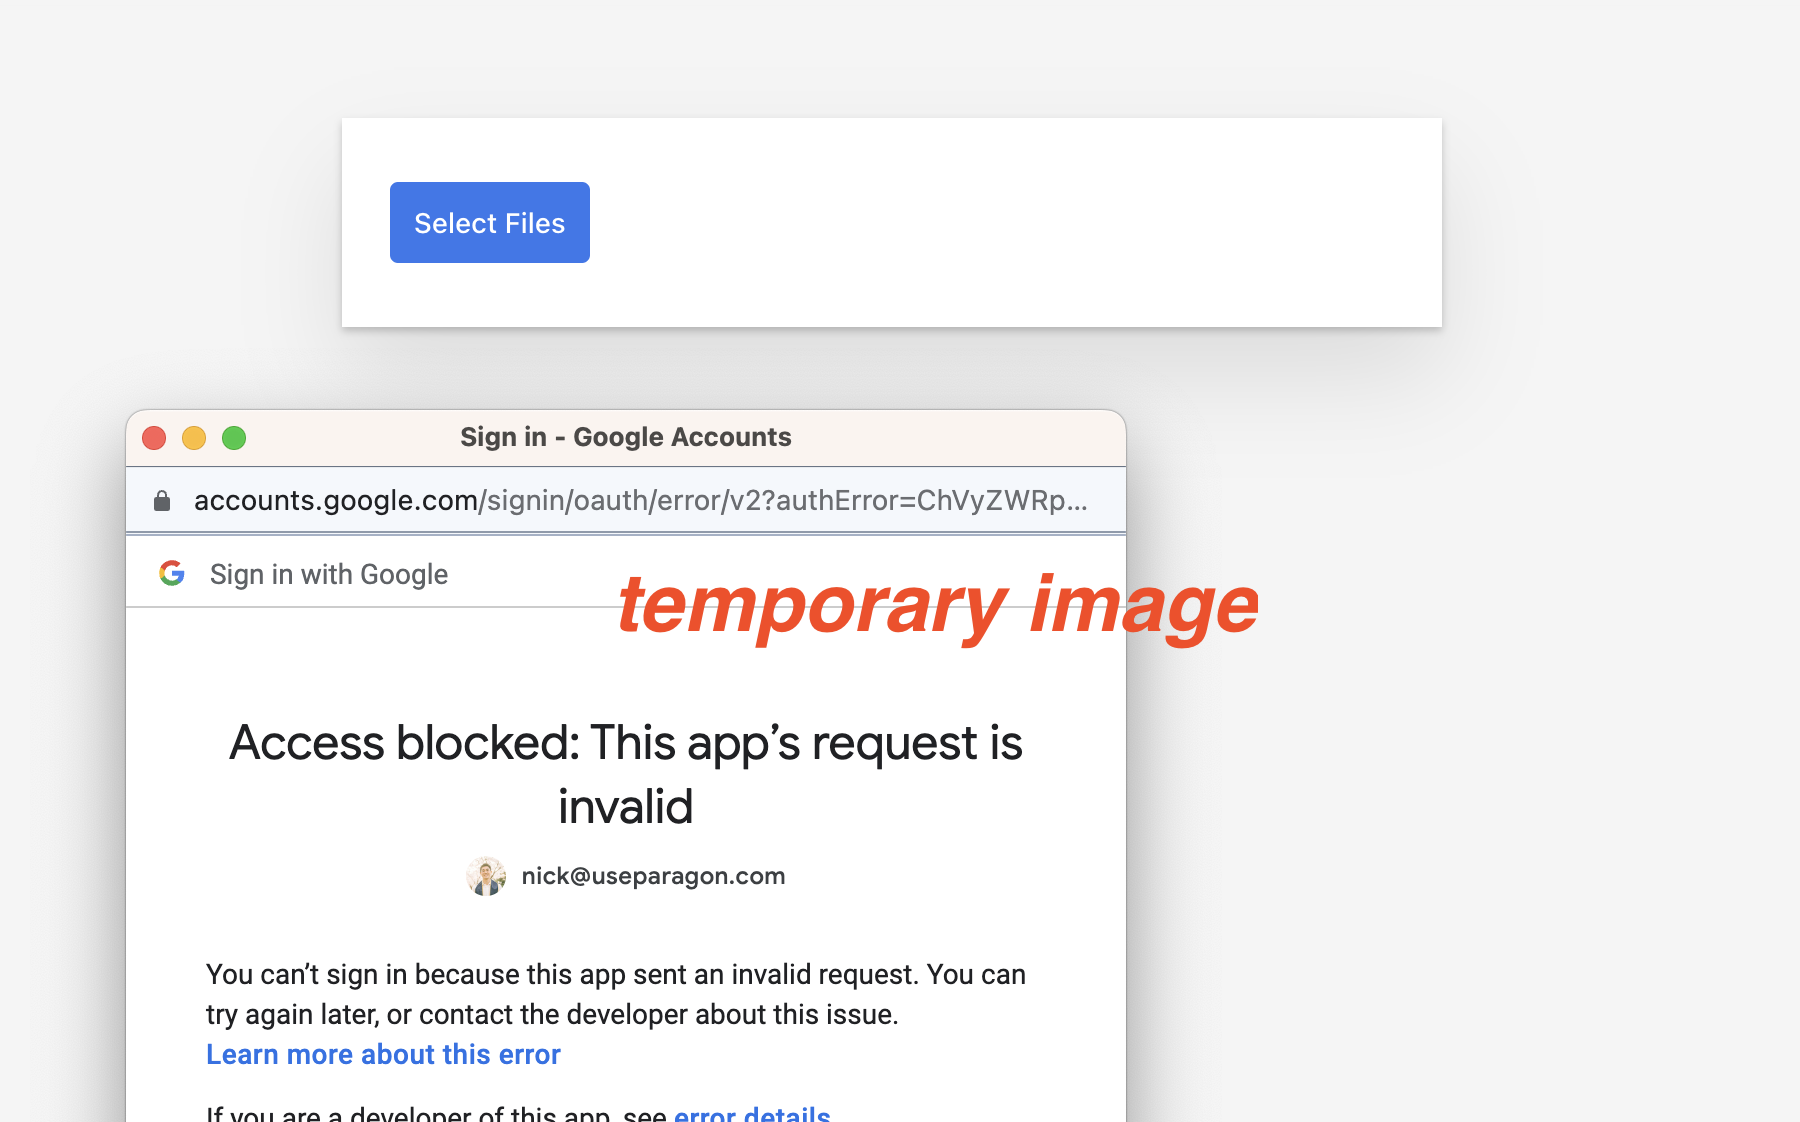 Select Files
Sign in - Google Accounts
accounts.google.com/signin/oauth/error/v2?authError=ChVyZWRp...
Sign in with Google
temporary image
Access blocked: This app’s request is
invalid
nick@useparagon.com
You can’t sign in because this app sent an invalid request. You can
try again later, or contact the developer about this issue.
Learn more about this error
If you are a developer of this app, see error details